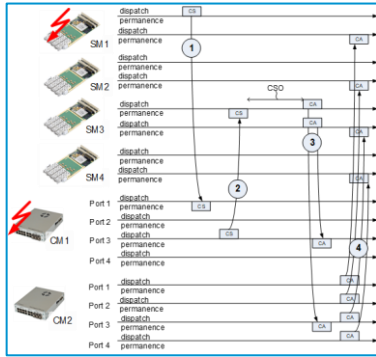 dispatch CS
permanence
dispatch
SM1 permanence CA
1
dispatch
permanence
dispatch
SM2 permanence CA
CSO
dispatch CA
permanence CS
dispatch CA
SM3 permanence CA
3
dispatch
permanence
dispatch
SM4 permanence CA
2
dispatch
Port 1 permanence CS
dispatch
Port 2 permanence
dispatch
Port 3 permanence CS CA
CM1
4
Port 4 permanence
dispatch CA
Port 1 permanence
dispatch CA
Port 2 permanence
CM2
dispatch CA
Port 3 permanence CA
dispatch CA
Port 4 permanence